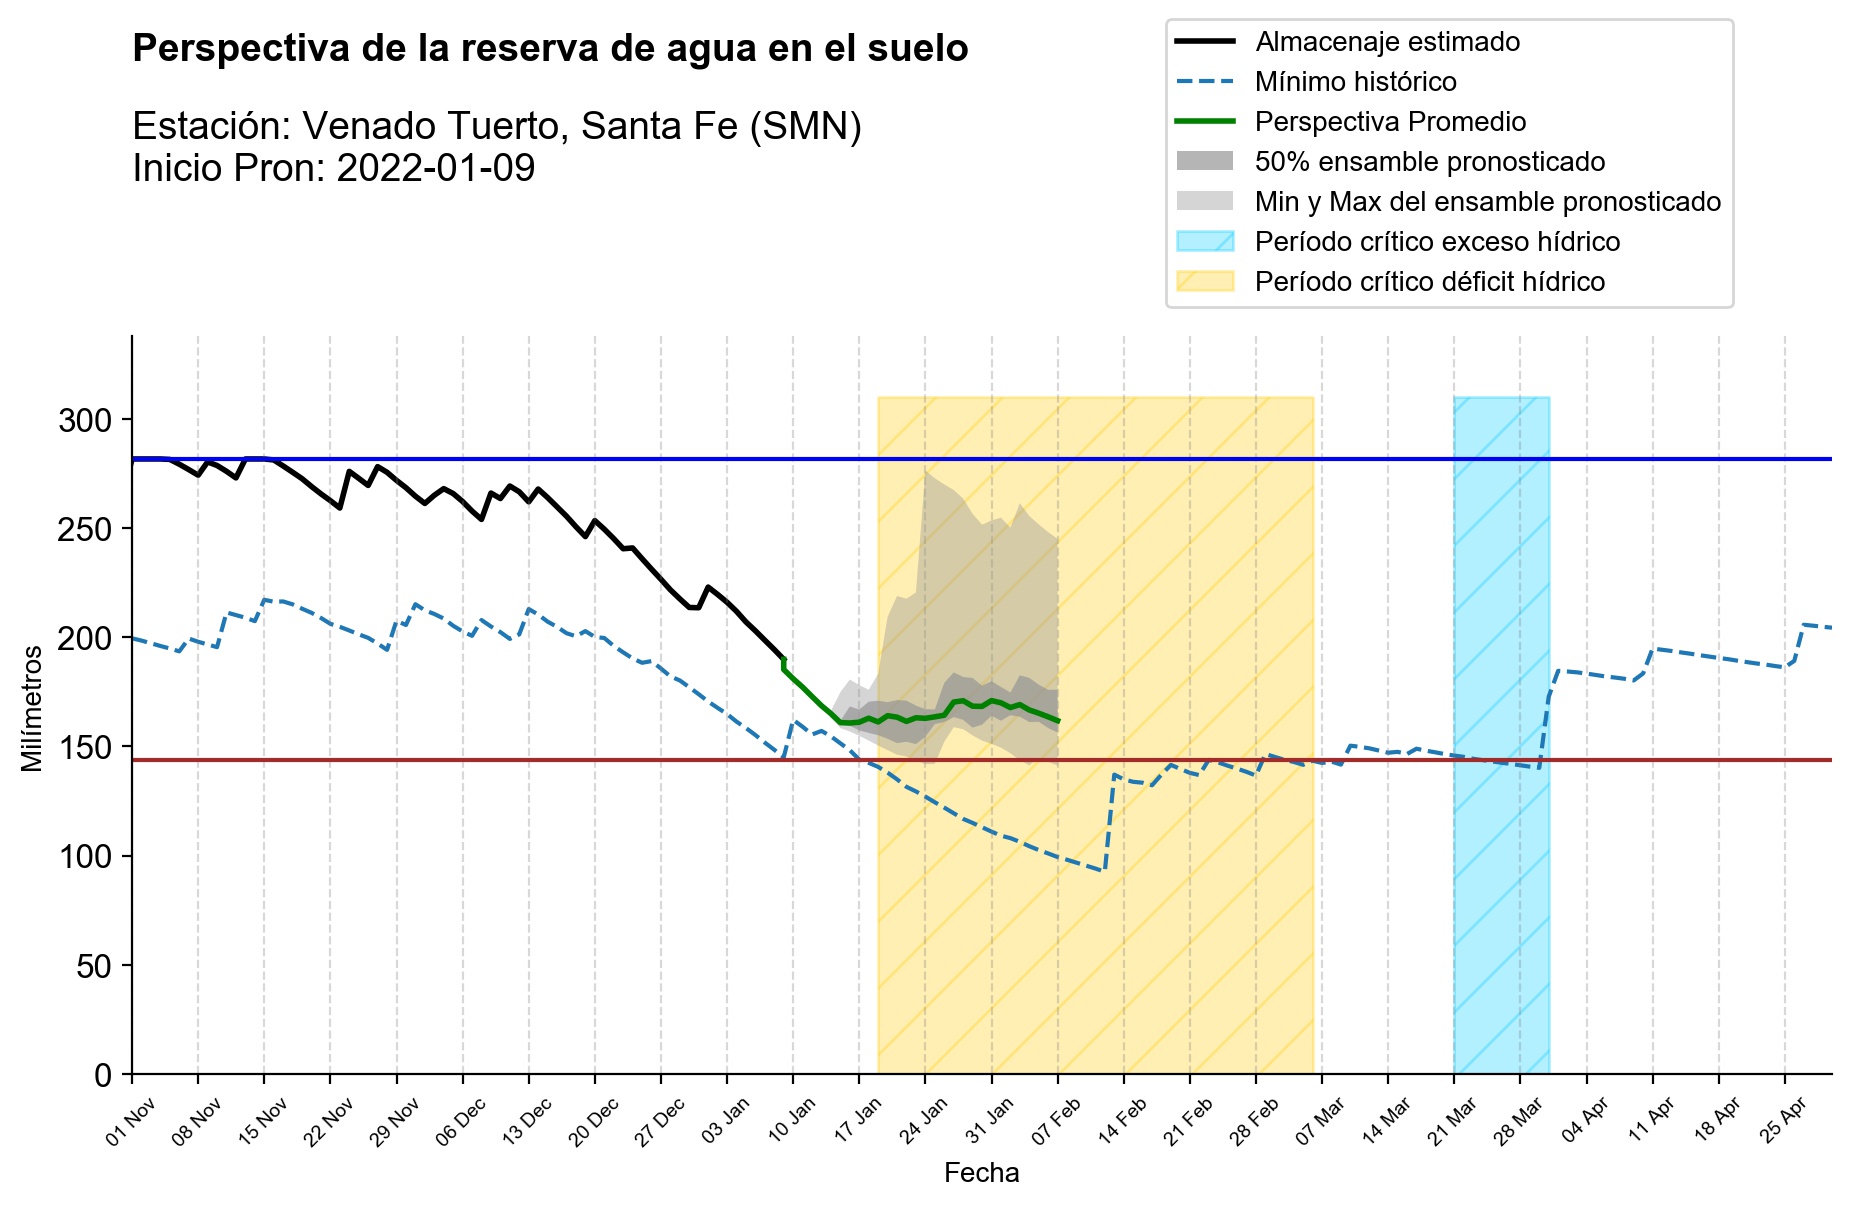 Perspectiva de la reserva de agua en el suelo
Estación: Venado Tuerto, Santa Fe (SMN)
Inicio Pron: 2022-01-09
Almacenaje estimado
Mínimo histórico
Perspectiva Promedio
50% ensamble pronosticado
Min y Max del ensamble pronosticado
Período crítico exceso hídrico
Período crítico déficit hídrico
Milímetros
300
250
200
150
100
50
0
01 Nov
08 Nov
15 Nov
22 Nov
29 Nov
06 Dec
13 Dec
20 Dec
27 Dec
03 Jan
10 Jan
17 Jan
24 Jan
31 Jan
07 Feb
14 Feb
21 Feb
28 Feb
07 Mar
14 Mar
21 Mar
28 Mar
04 Apr
11 Apr
18 Apr
25 Apr
Fecha